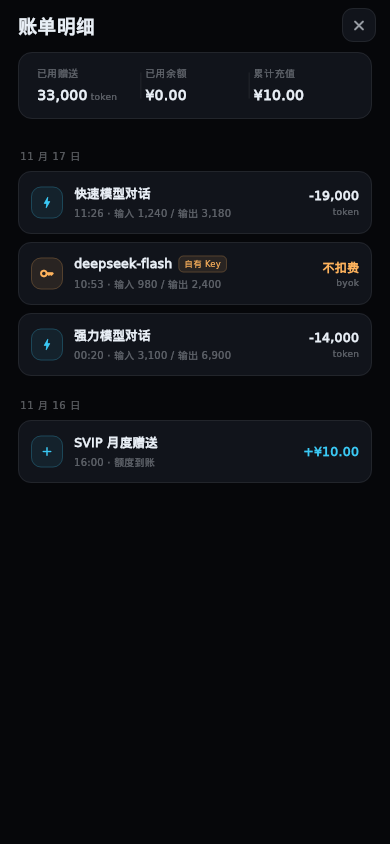 账单明细
已用赠送 已用余额 累计充值
33,000 token ¥0.00 ¥10.00
11 月 17 日
快速模型对话 -19,000
11:26 · 输入 1,240 / 输出 3,180 token
deepseek-flash 自有 Key 不扣费
10:53 · 输入 980 / 输出 2,400 byok
强力模型对话 -14,000
00:20 · 输入 3,100 / 输出 6,900 token
11 月 16 日
SVIP 月度赠送 +¥10.00
16:00 · 额度到账